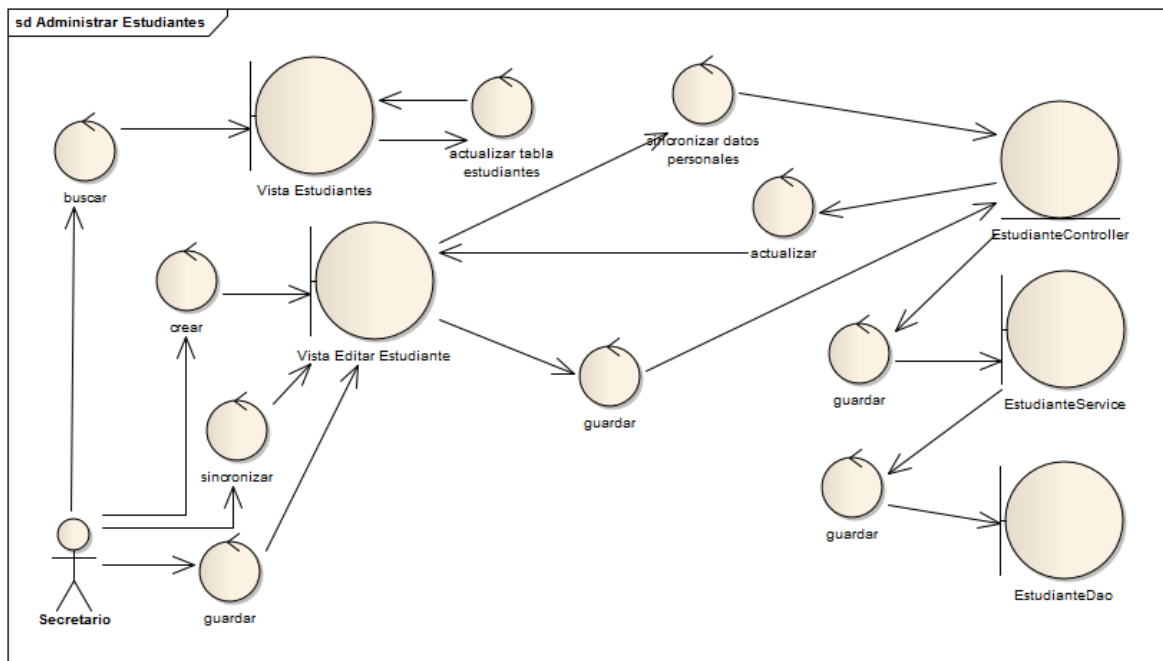 sd Administrar Estudiantes
buscar
Vista Estudiantes
actualizar tabla
estudiantes
sincronizar datos
personales
EstudianteController
actualizar
crear
Vista Editar Estudiante
guardar
guardar
EstudianteService
sincronizar
guardar
EstudianteDao
Secretario
guardar